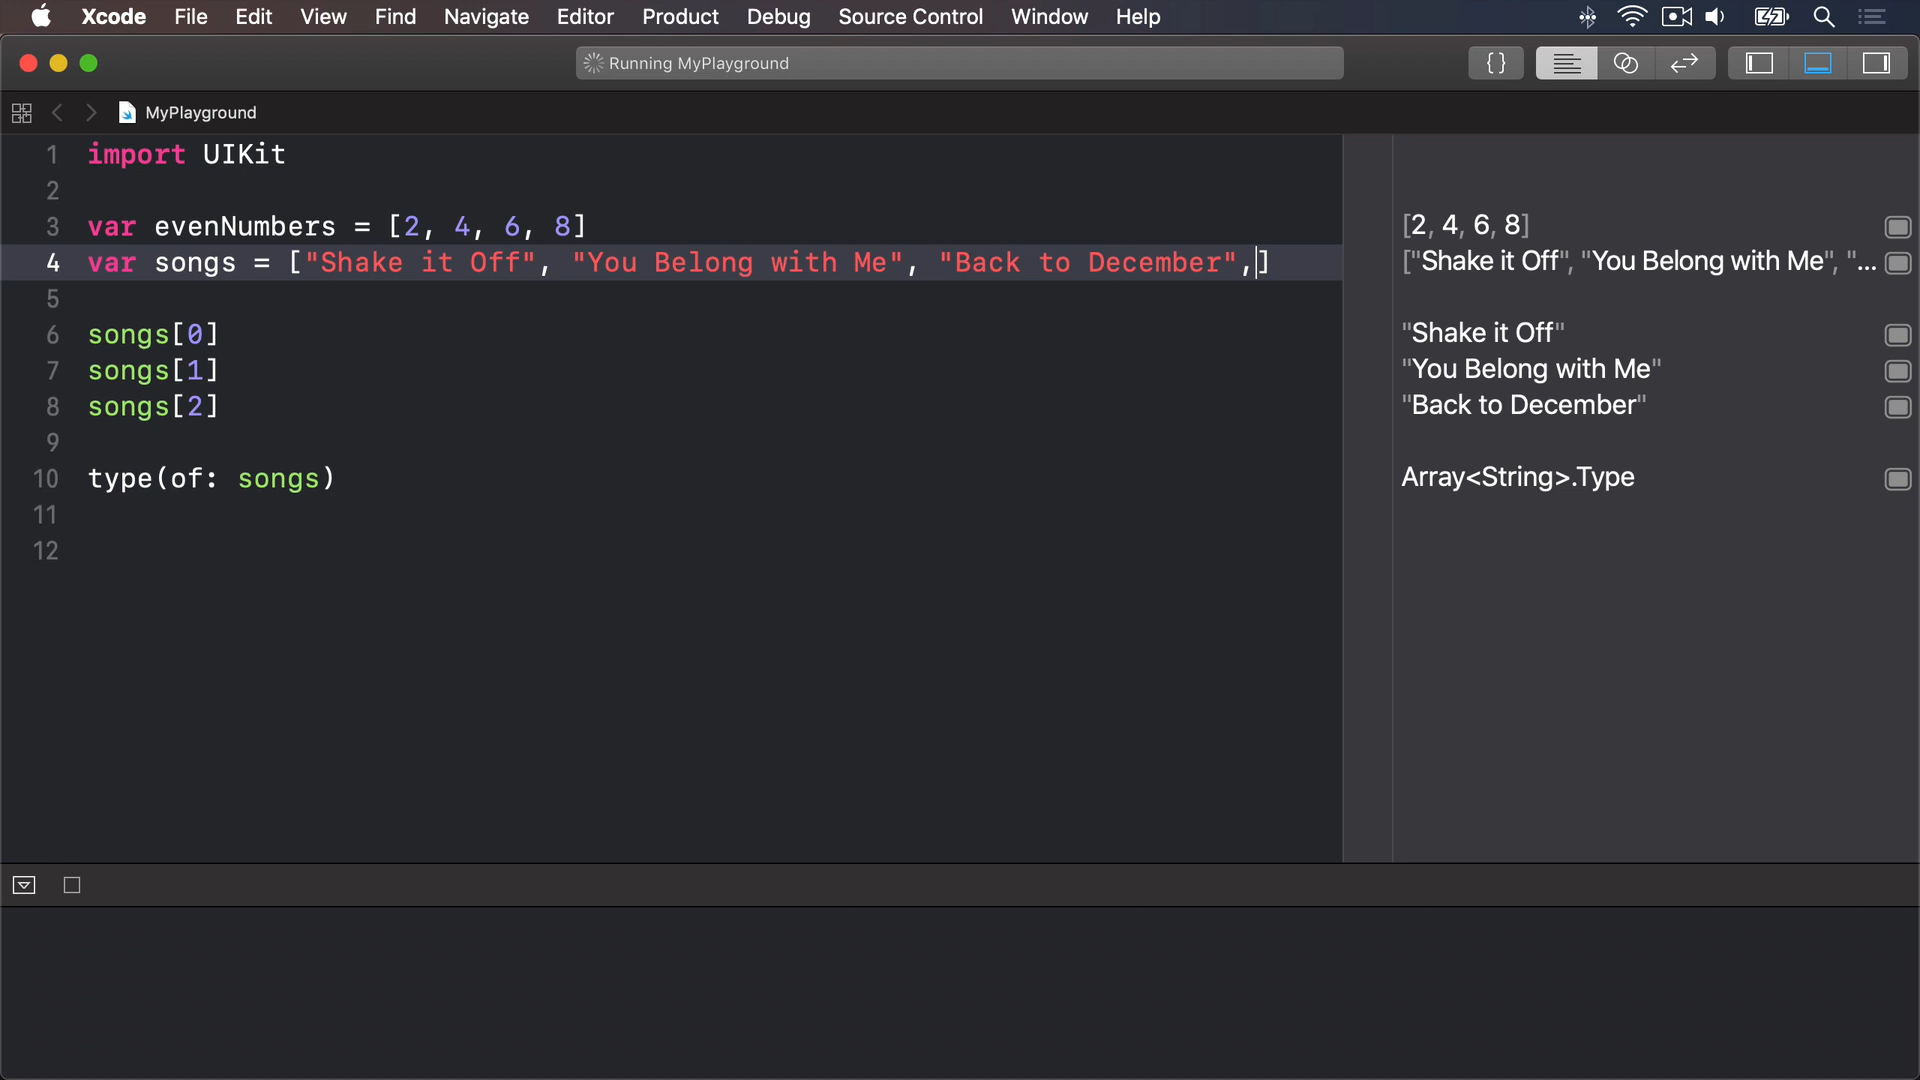 Xcode File Edit View Find Navigate Editor Product Debug Source Control Window Help
Running MyPlayground {}
MyPlayground
1 import UIKit
2
3 var evenNumbers = [2, 4, 6, 8] [2, 4, 6, 8]
4 var songs = ["Shake it Off", "You Belong with Me", "Back to December",] ["Shake it Off", "You Belong with Me", "...
5
6 songs[0] "Shake it Off"
7 songs[1] "You Belong with Me"
8 songs[2] "Back to December"
9
10 type(of: songs) Array<String>.Type
11
12